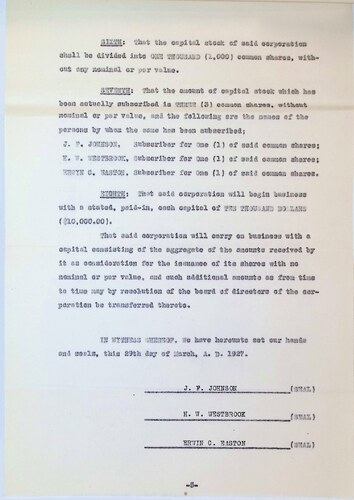 SIXTH: That the capital stock of said corporation
shall be divided into ONE THOUSAND (1,000) common shares, with-
out any nominal or par value.
SEVENTH: That the amount of capital stock which has
been actually subscribed is THREE (3) common shares, without
nominal or par value, and the following are the names of the
persons by whom the same has been subscribed;
J. F. JOHNSON, Subscriber for One (1) of said common shares;
H. W. WESTBROOK, Subscriber for One (1) of said common shares;
ERWIN C. EASTON, Subscriber for One (1) of said common shares.
EIGHTH: That said corporation will begin business
with a stated, paid-in, cash capital of TEN THOUSAND DOLLARS
($10,000.00).
That said corporation will carry on business with a
capital consisting of the aggregate of the amounts received by
it as consideration for the issuance of its shares with no
nominal or par value, and such additional amounts as from time
to time may by resolution of the board of directors of the cor-
poration be transferred thereto.
IN WITNESS WHEREOF, We have hereunto set our hands
and seals, this 29th day of March, A. D. 1927.
J. F. JOHNSON (SEAL)
H. W. WESTBROOK (SEAL)
ERWIN C. EASTON (SEAL)